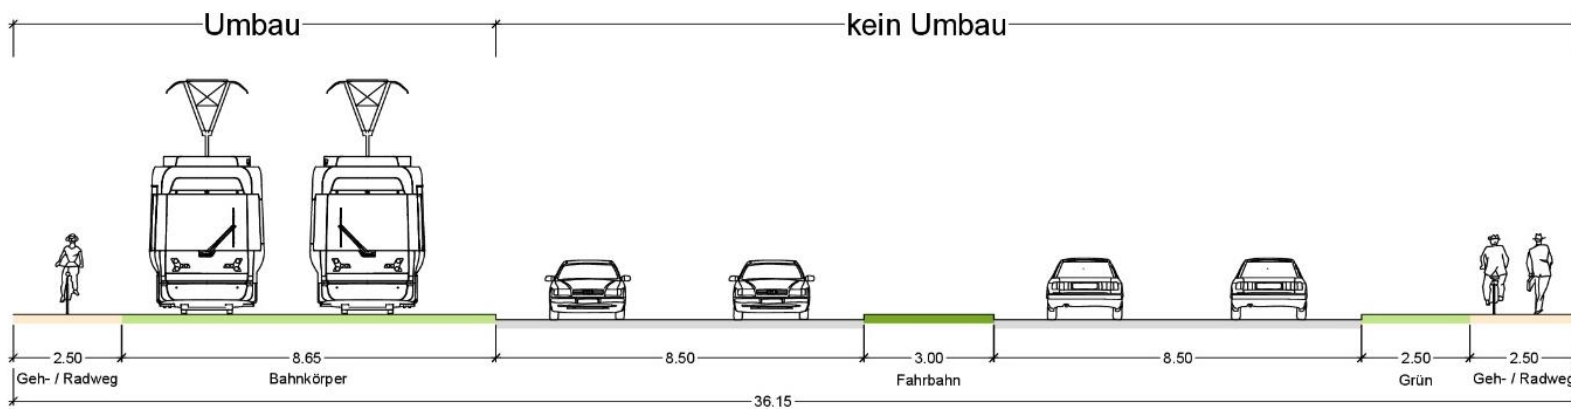 Umbau kein Umbau
2.50 8.65 8.50 3.00 8.50 2.50 2.50
Geh- / Radweg Bahnkörper Fahrbahn Grün Geh- / Radweg
36.15